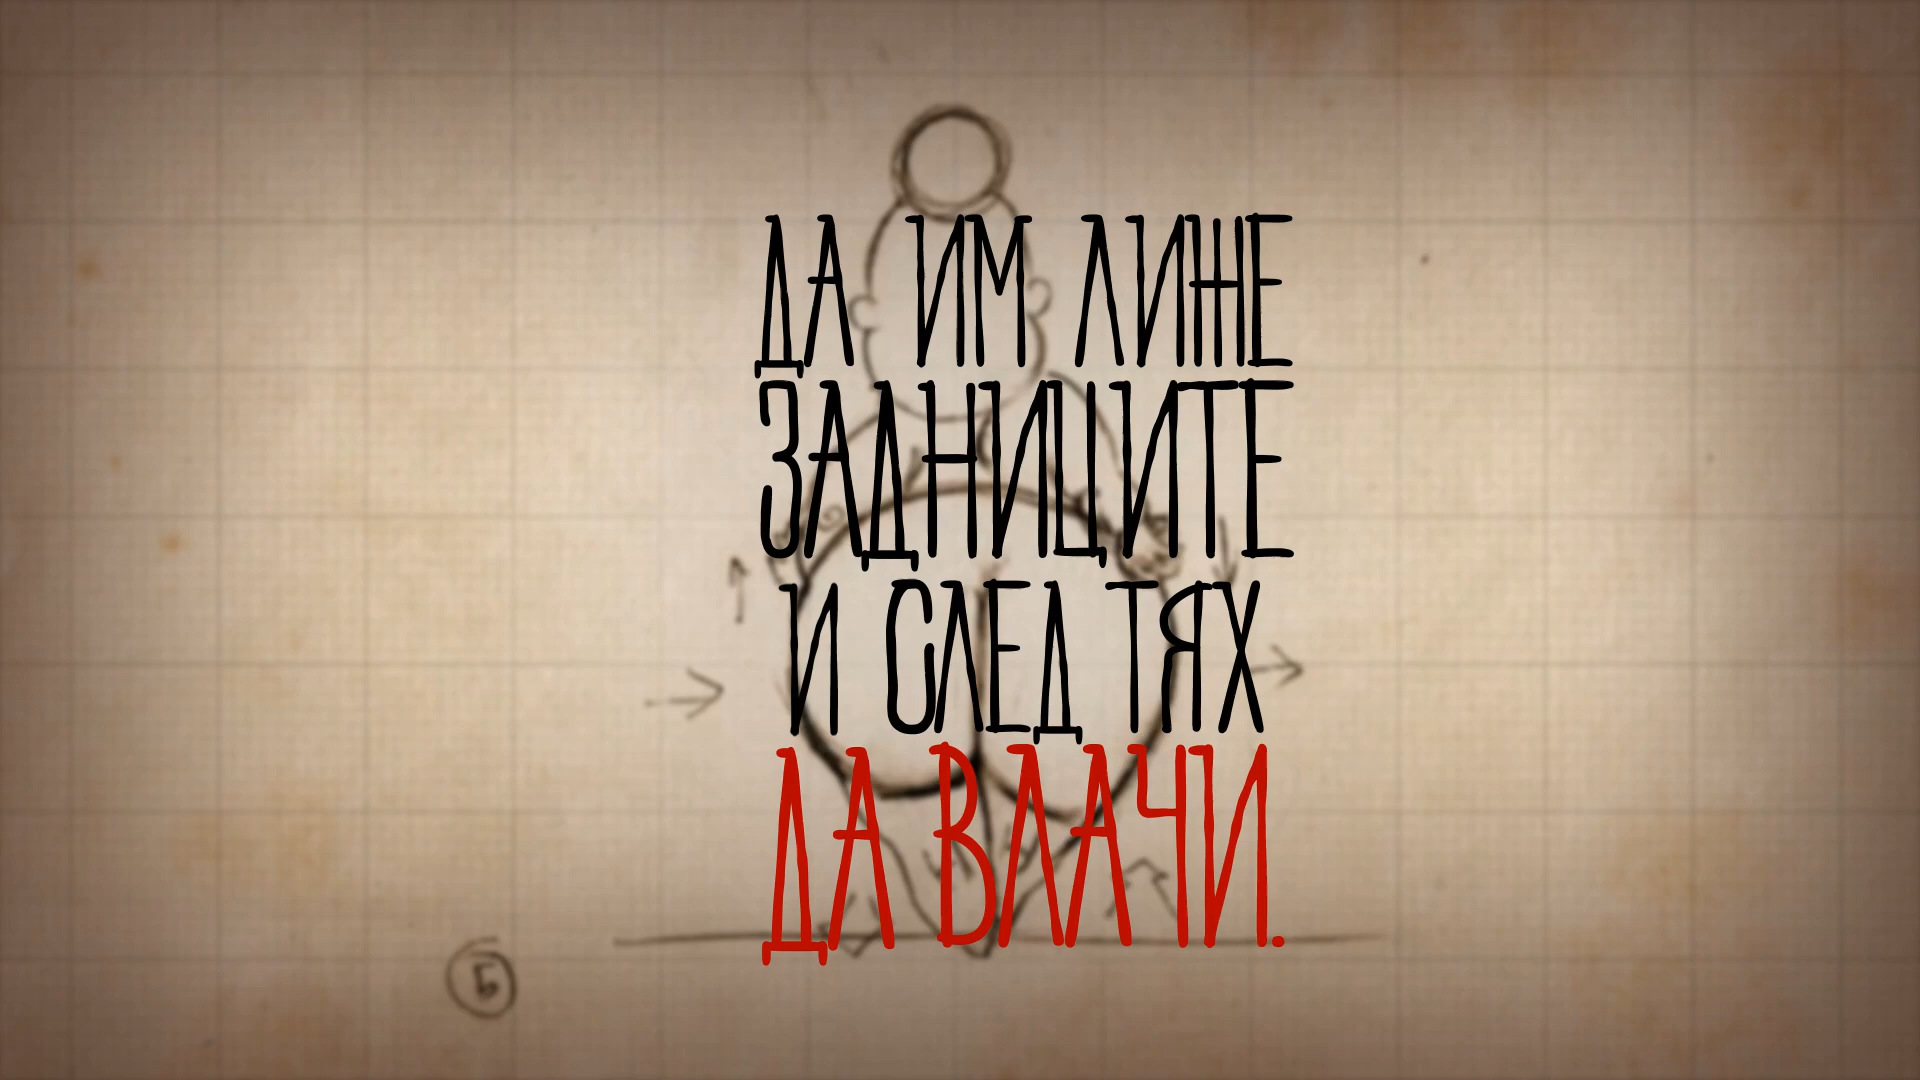 ДА ИМ ЛИЖЕ
ЗАДНИЦИТЕ
И СЛЕД ТЯХ
ДА ВЛАЧИ.
Б